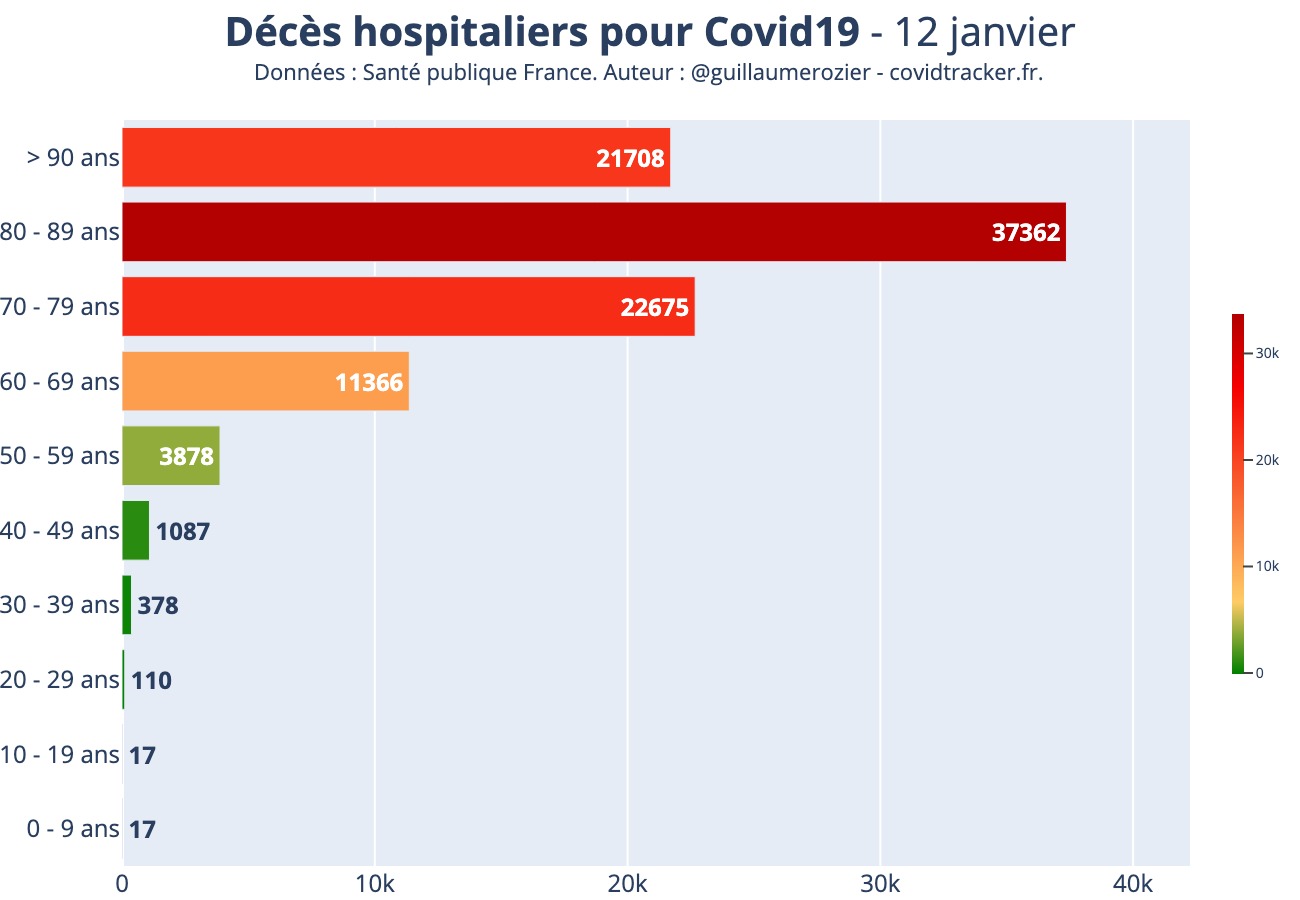 Décès hospitaliers pour Covid19 - 12 janvier
Données : Santé publique France. Auteur : @guillaumerozier - covidtracker.fr.
> 90 ans 21708
80 - 89 ans 37362
70 - 79 ans 22675
60 - 69 ans 11366
50 - 59 ans 3878
40 - 49 ans 1087
30 - 39 ans 378
20 - 29 ans 110
10 - 19 ans 17
0 - 9 ans 17
0 10k 20k 30k 40k
30k
20k
10k
0